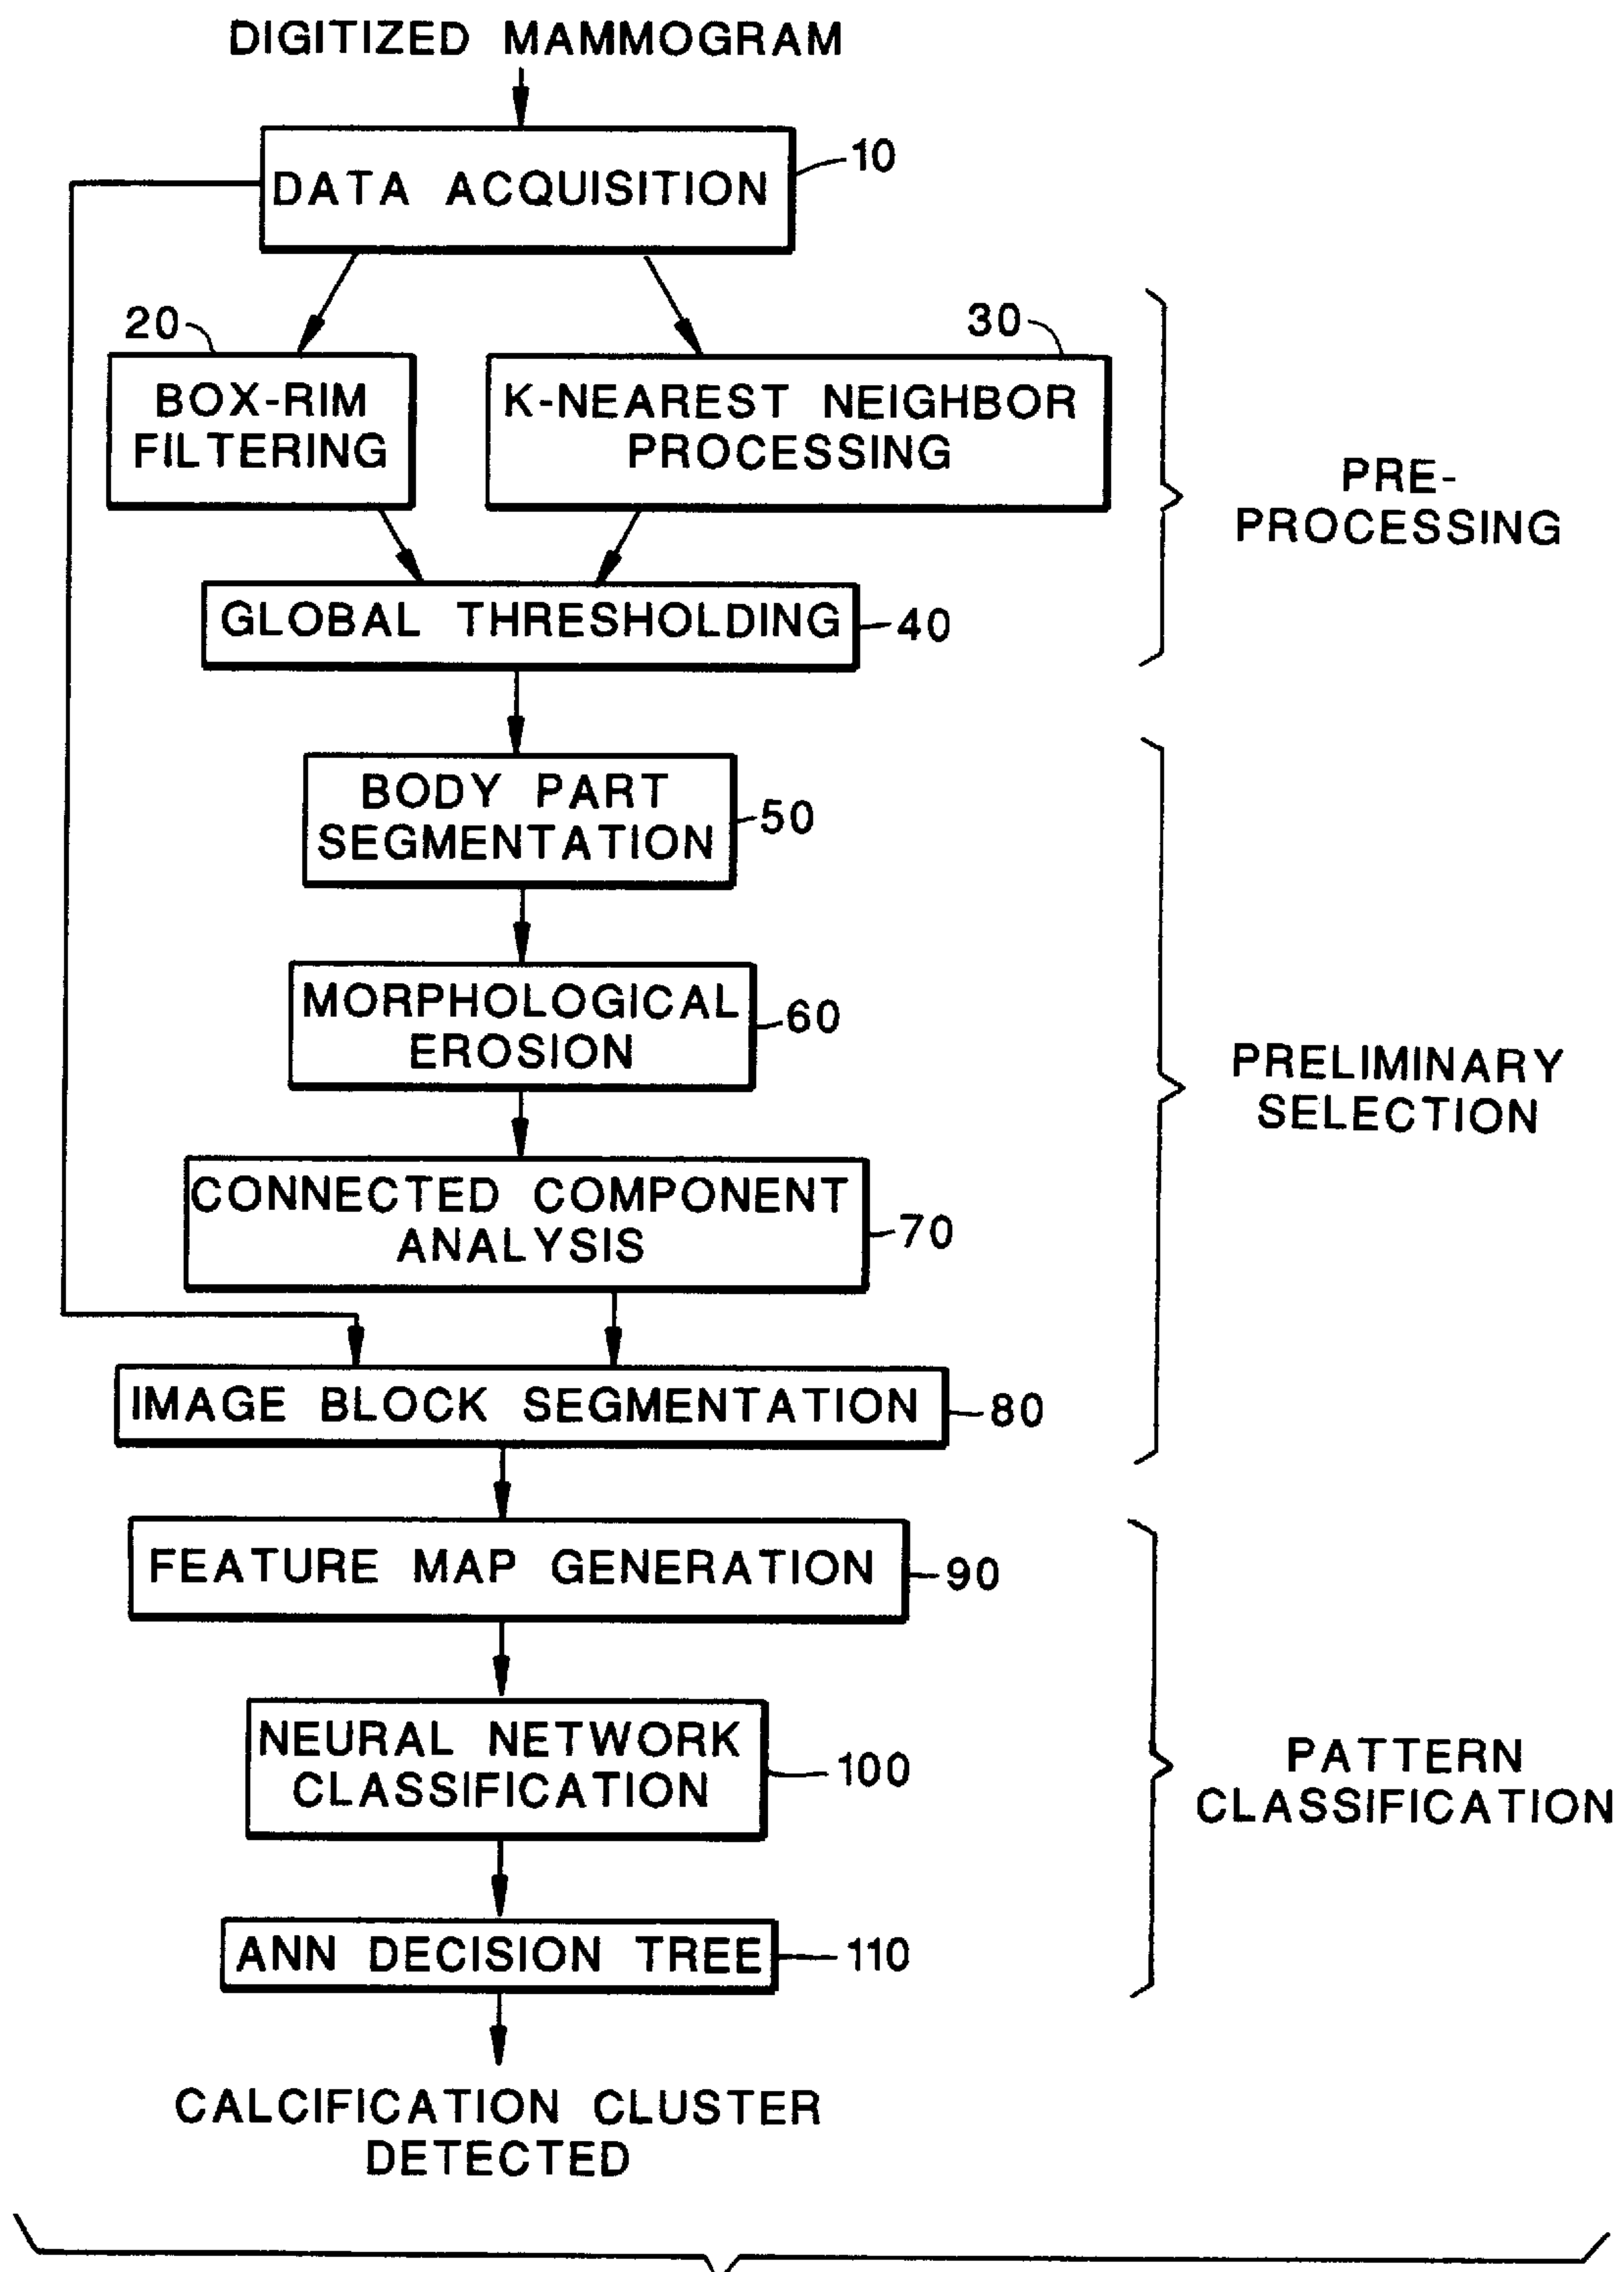 DIGITIZED MAMMOGRAM
DATA ACQUISITION
10
20
30
BOX-RIM
FILTERING
K-NEAREST NEIGHBOR
PROCESSING
PRE-
PROCESSING
GLOBAL THRESHOLDING
40
BODY PART
SEGMENTATION
50
MORPHOLOGICAL
EROSION
60
PRELIMINARY
SELECTION
CONNECTED COMPONENT
ANALYSIS
70
IMAGE BLOCK SEGMENTATION
80
FEATURE MAP GENERATION
90
NEURAL NETWORK
CLASSIFICATION
100
PATTERN
CLASSIFICATION
ANN DECISION TREE
110
CALCIFICATION CLUSTER
DETECTED